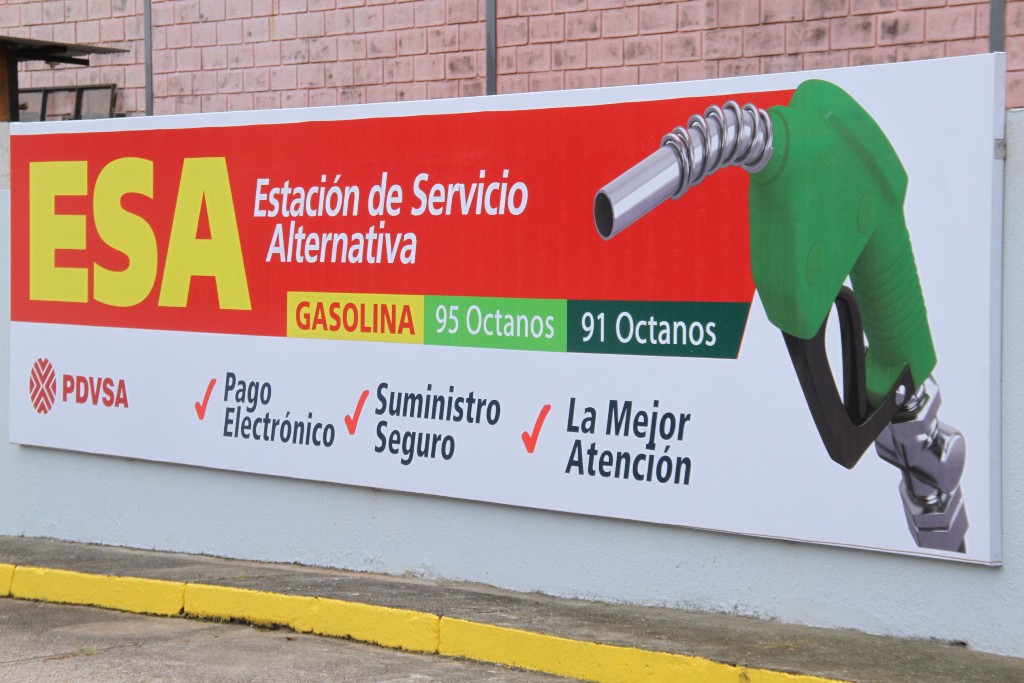 ESA
Estación de Servicio
Alternativa
GASOLINA 95 Octanos 91 Octanos
PDVSA
Pago
Electrónico
Suministro
Seguro
La Mejor
Atención